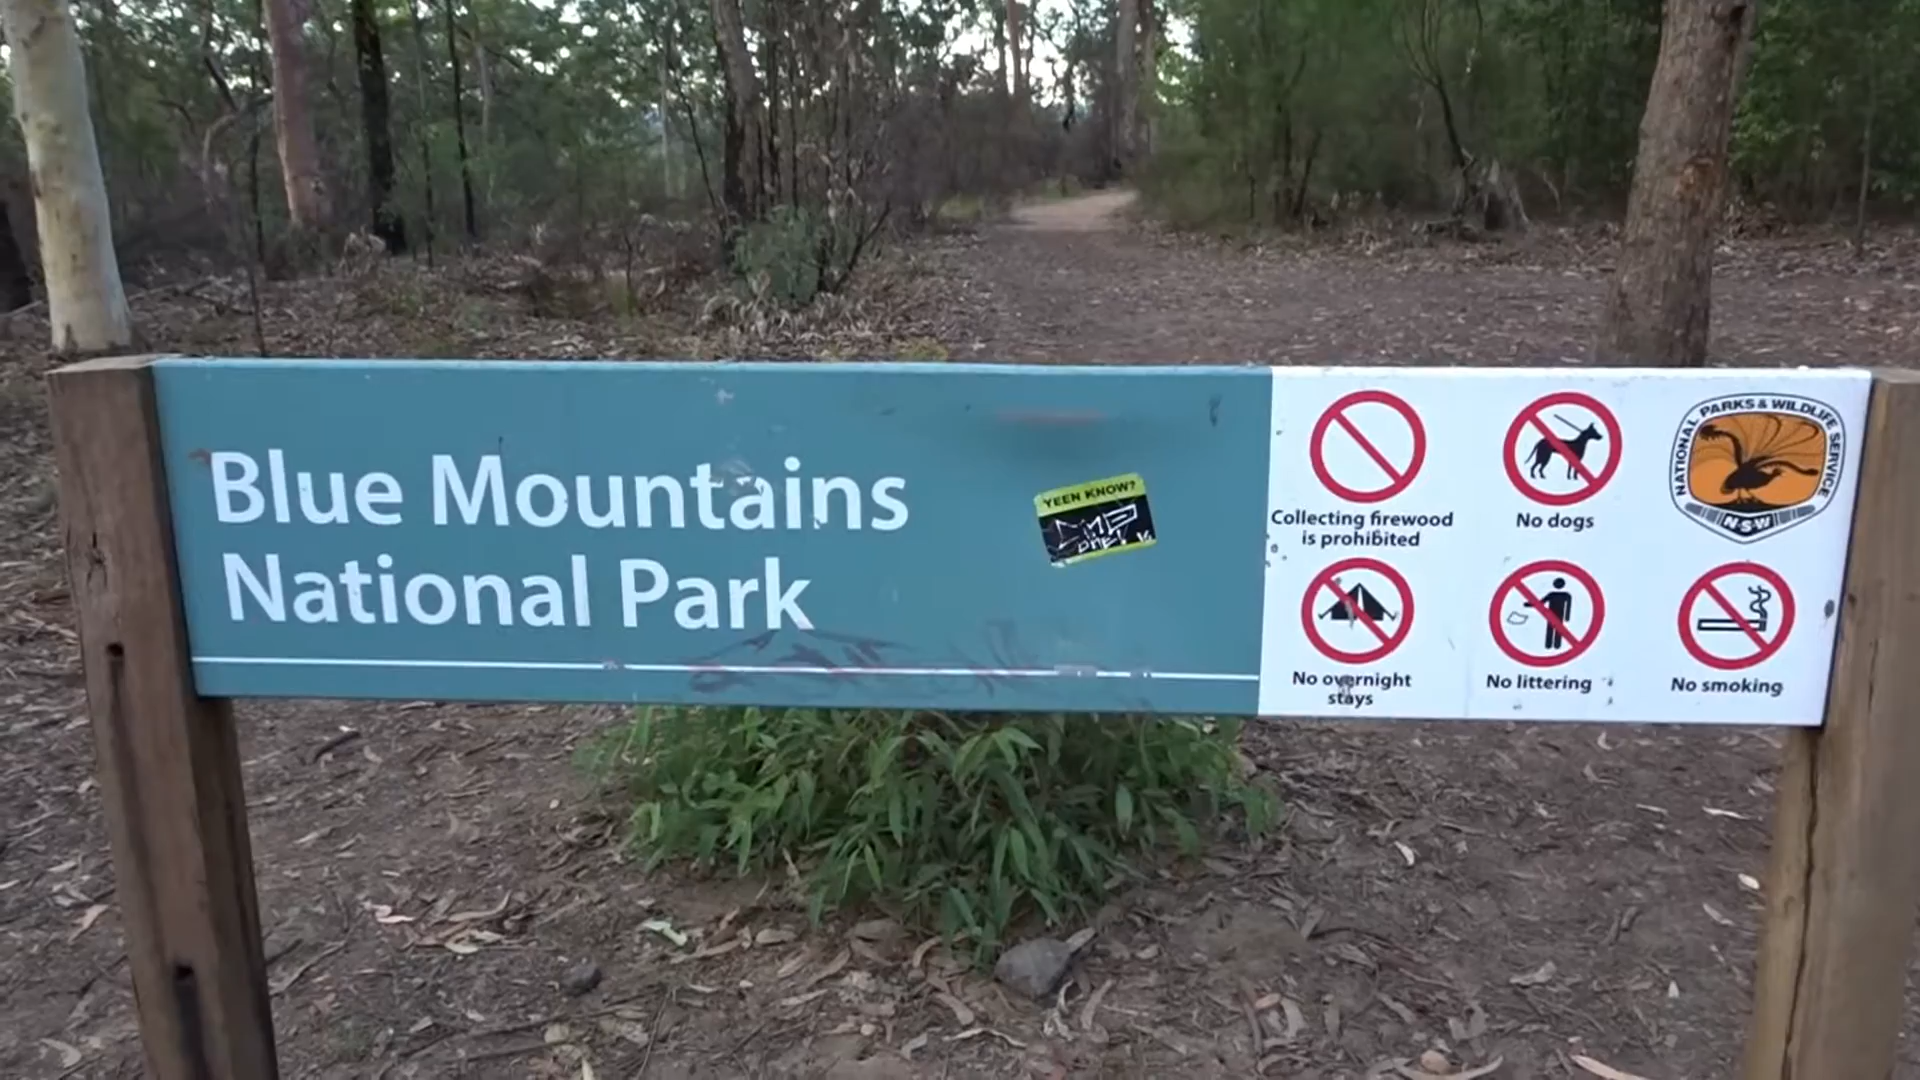 Blue Mountains
National Park
YEEN KNOW?
Collecting firewood
is prohibited
No dogs
NATIONAL PARKS & WILDLIFE SERVICE
NSW
No overnight
stays
No littering
No smoking